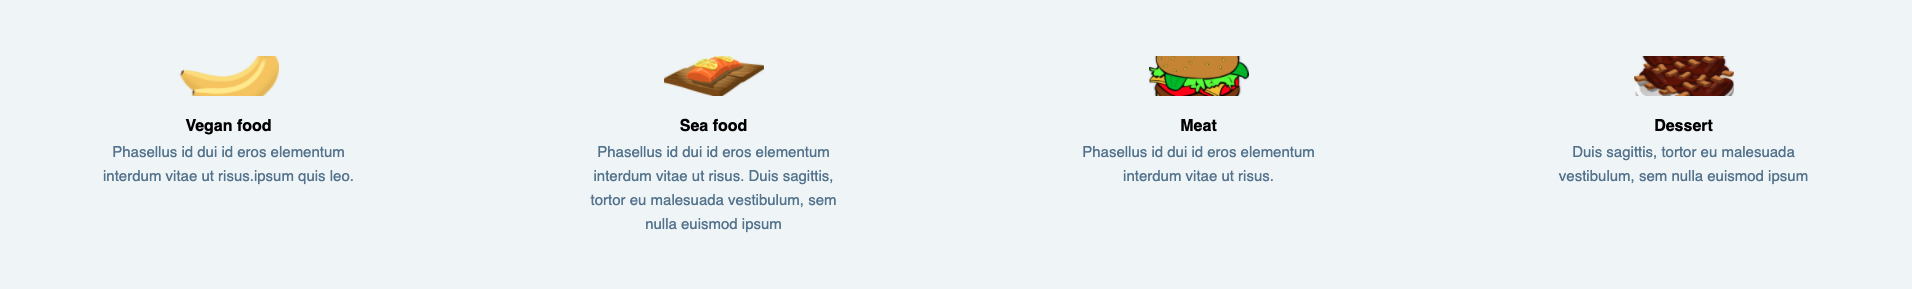 Vegan food
Phasellus id dui id eros elementum
interdum vitae ut risus.ipsum quis leo.
Sea food
Phasellus id dui id eros elementum
interdum vitae ut risus. Duis sagittis,
tortor eu malesuada vestibulum, sem
nulla euismod ipsum
Meat
Phasellus id dui id eros elementum
interdum vitae ut risus.
Dessert
Duis sagittis, tortor eu malesuada
vestibulum, sem nulla euismod ipsum